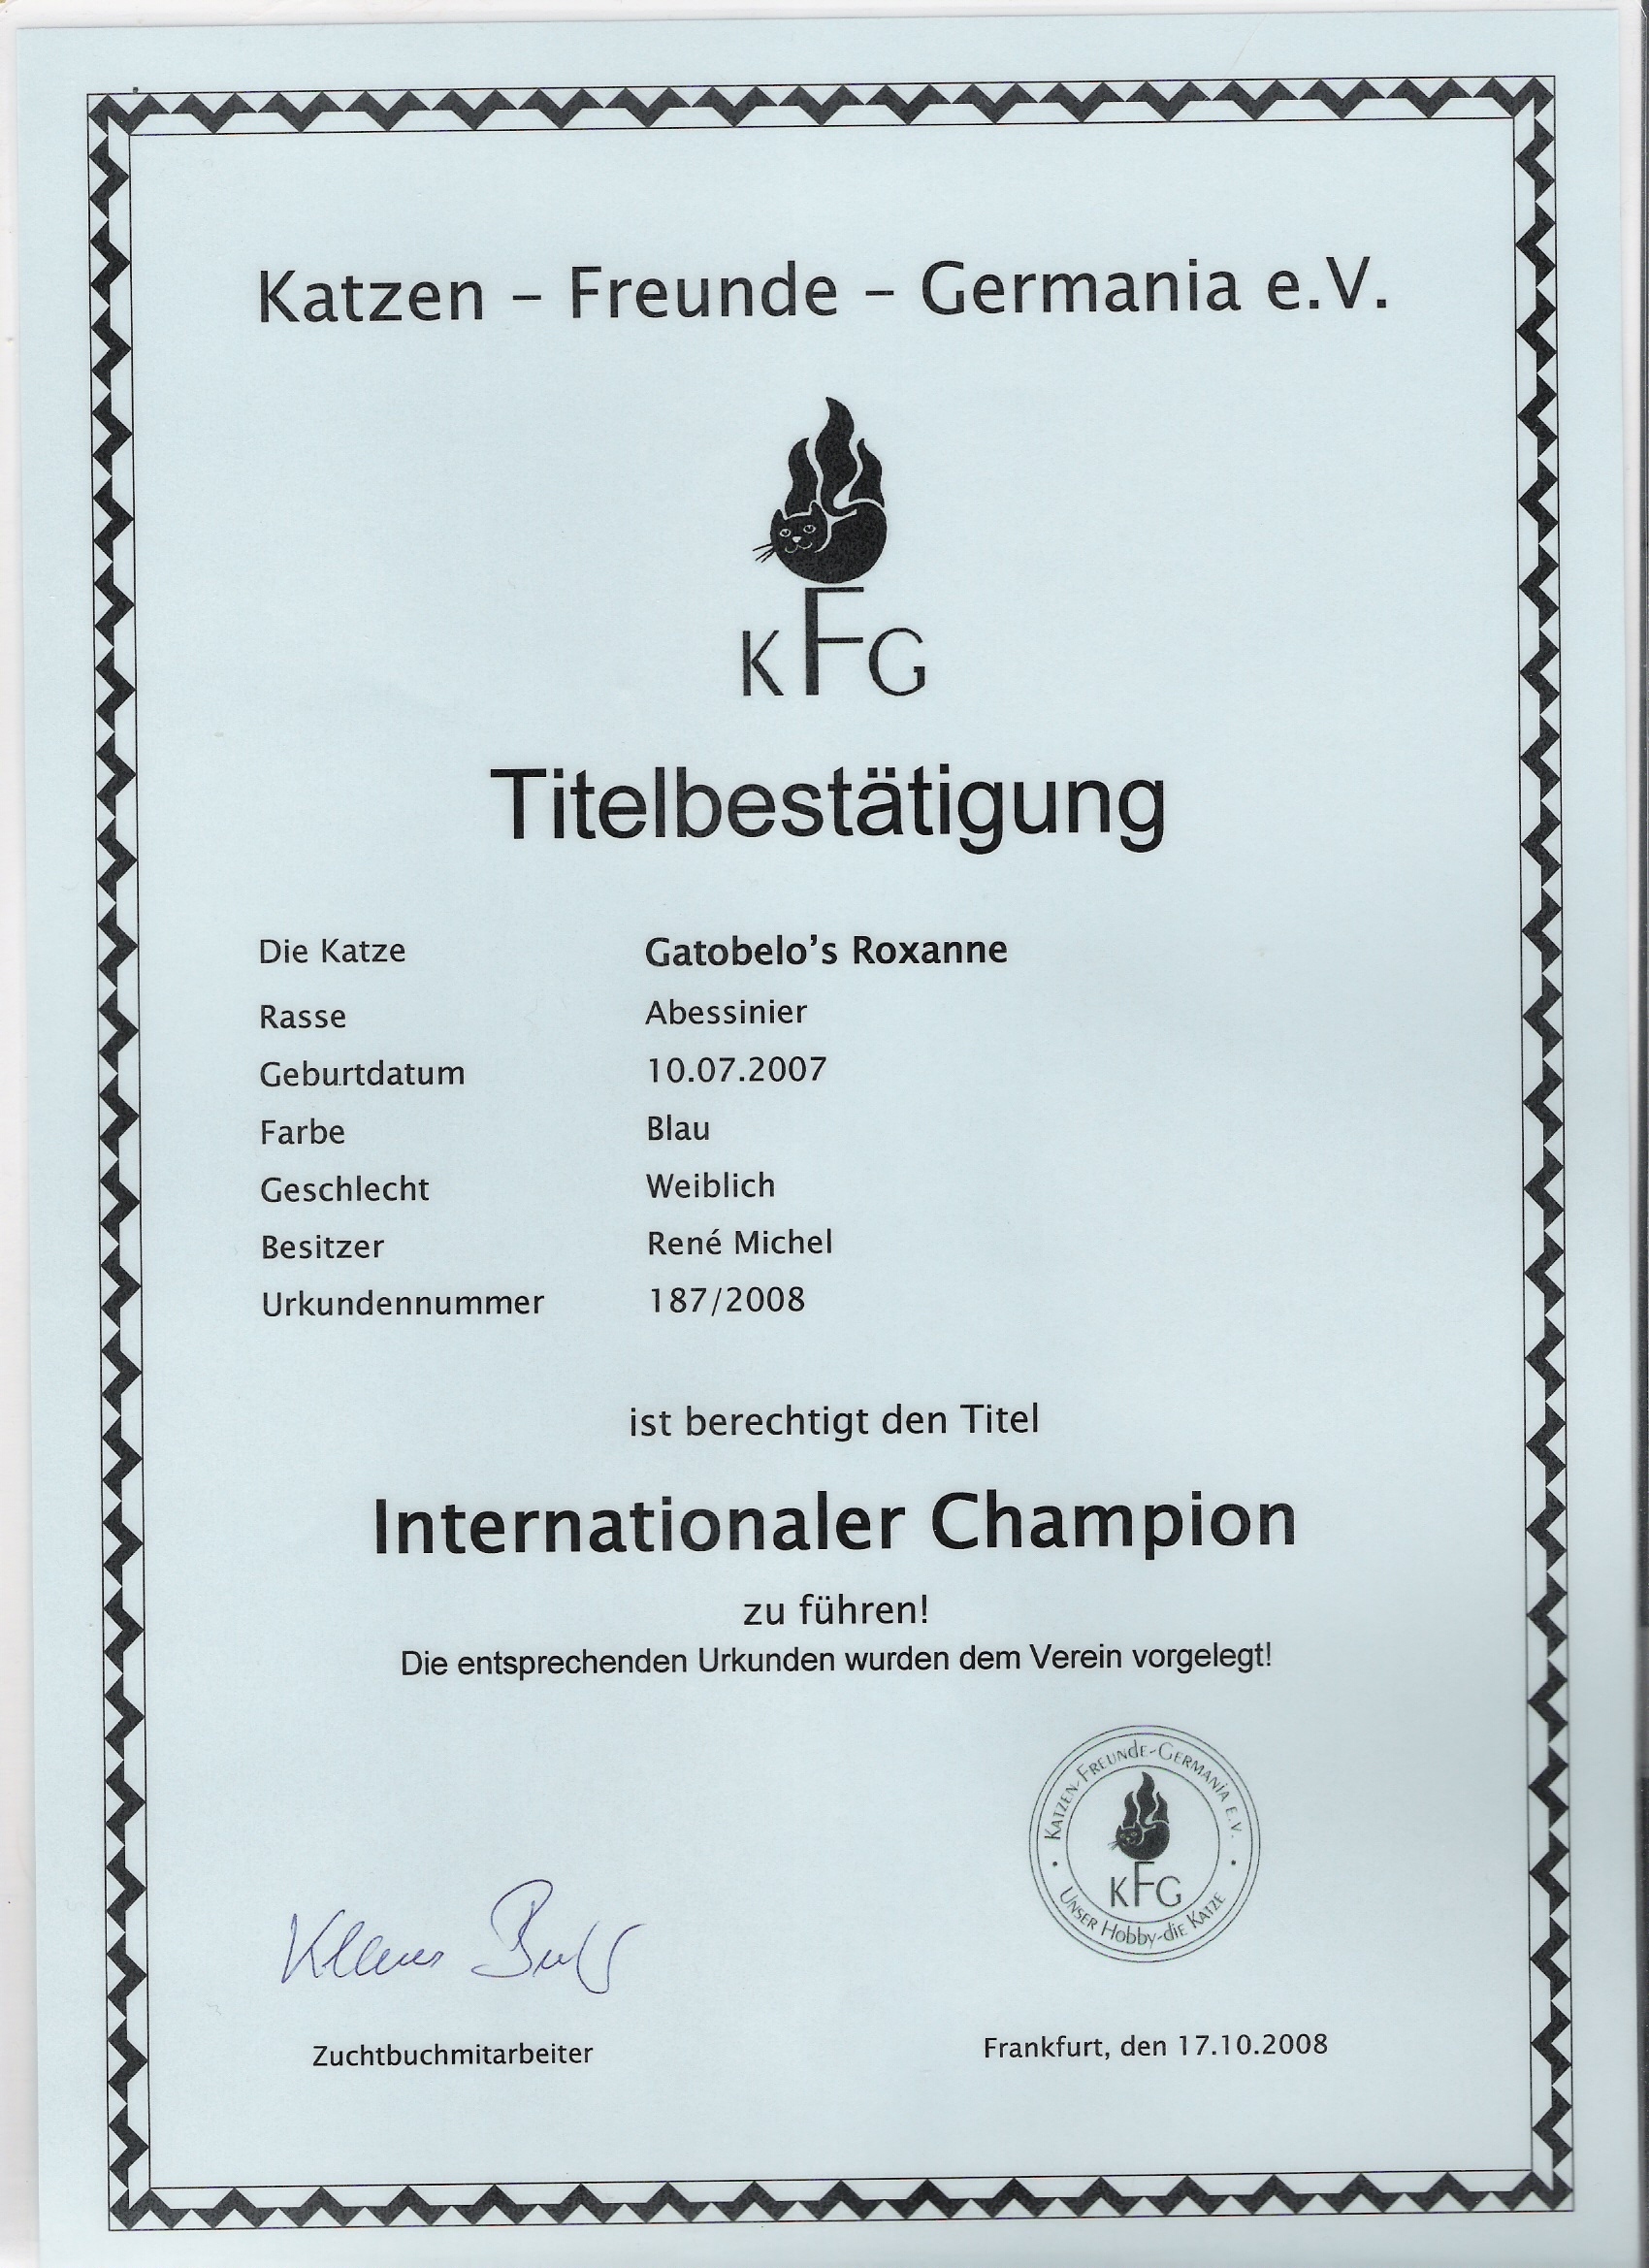 Katzen – Freunde – Germania e.V.
KFG
Titelbestätigung
Die Katze Gatobelo’s Roxanne
Rasse Abessinier
Geburtdatum 10.07.2007
Farbe Blau
Geschlecht Weiblich
Besitzer René Michel
Urkundennummer 187/2008
ist berechtigt den Titel
Internationaler Champion
zu führen!
Die entsprechenden Urkunden wurden dem Verein vorgelegt!
KATZEN-FREUNdE-GERMANiA E.V.
KFG
UNSER Hobby-diE KATZE
Klaus
Zuchtbuchmitarbeiter
Frankfurt, den 17.10.2008